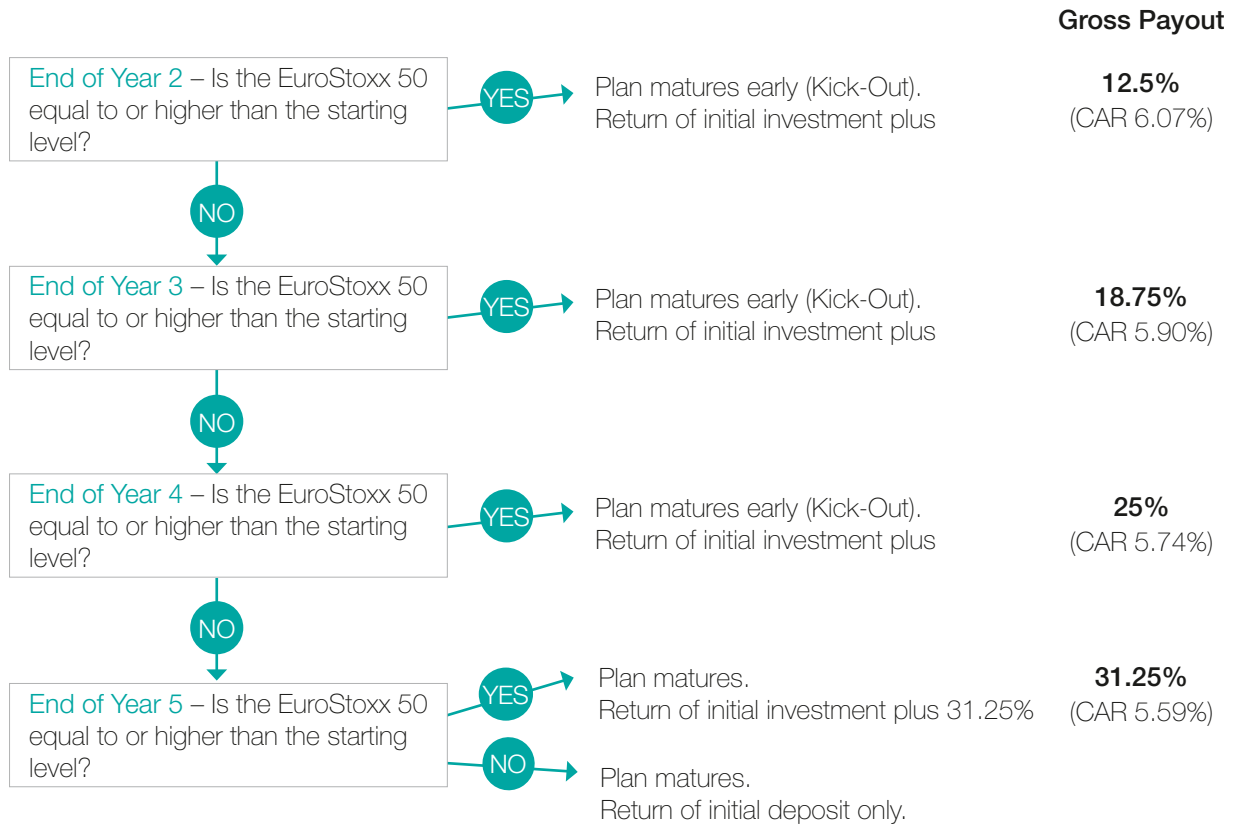 Gross Payout
End of Year 2 – Is the EuroStoxx 50
equal to or higher than the starting
level?
YES
Plan matures early (Kick-Out).
Return of initial investment plus
12.5%
(CAR 6.07%)
NO
End of Year 3 – Is the EuroStoxx 50
equal to or higher than the starting
level?
YES
Plan matures early (Kick-Out).
Return of initial investment plus
18.75%
(CAR 5.90%)
NO
End of Year 4 – Is the EuroStoxx 50
equal to or higher than the starting
level?
YES
Plan matures early (Kick-Out).
Return of initial investment plus
25%
(CAR 5.74%)
NO
End of Year 5 – Is the EuroStoxx 50
equal to or higher than the starting
level?
YES
Plan matures.
Return of initial investment plus 31.25%
31.25%
(CAR 5.59%)
NO
Plan matures.
Return of initial deposit only.